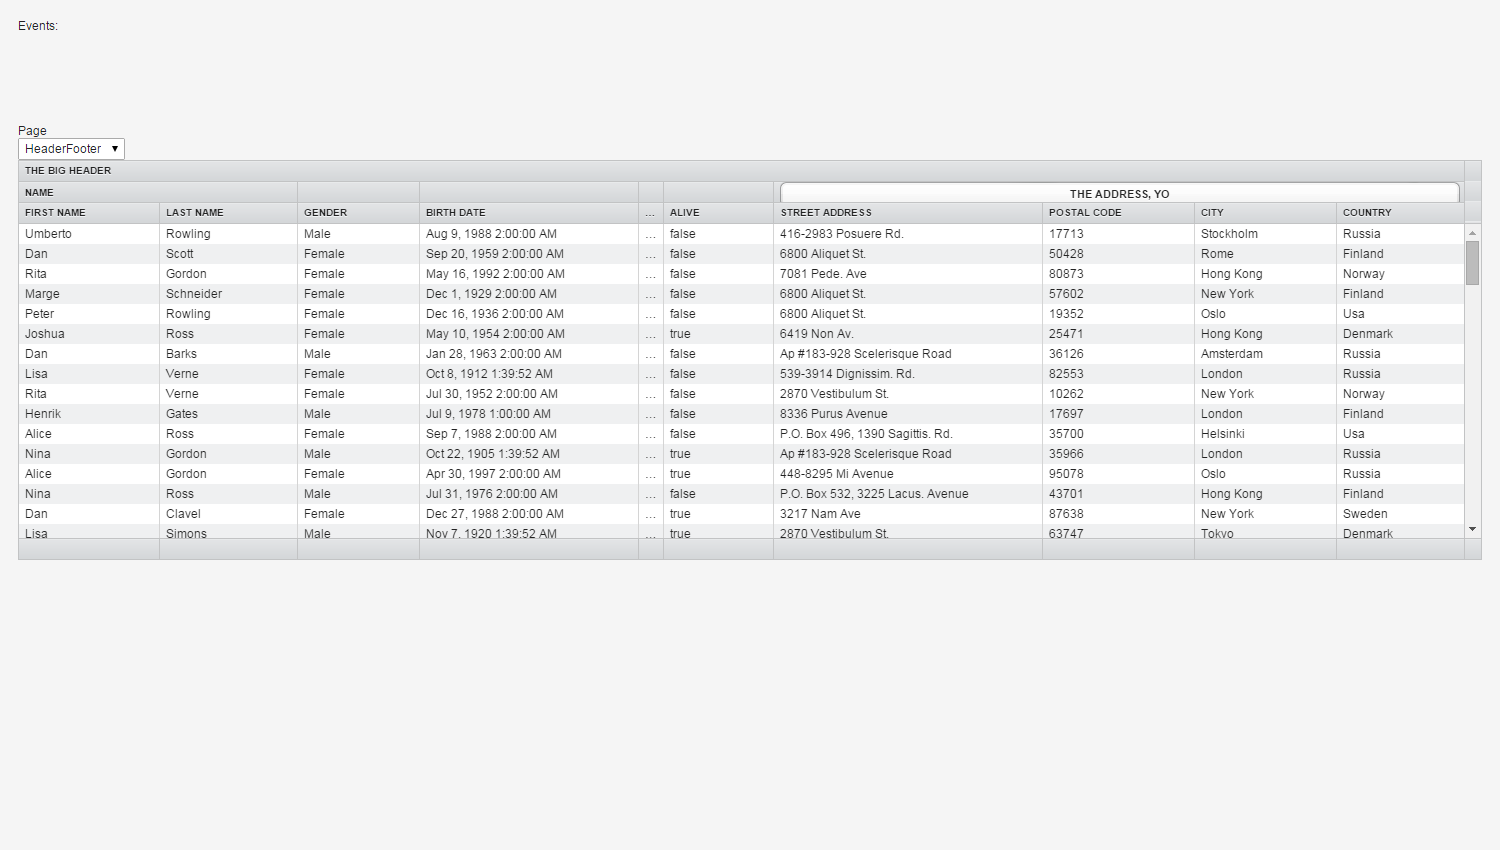 Events:
Page
HeaderFooter ▼
THE BIG HEADER
NAME THE ADDRESS, YO
FIRST NAME LAST NAME GENDER BIRTH DATE ... ALIVE STREET ADDRESS POSTAL CODE CITY COUNTRY
Umberto Rowling Male Aug 9, 1988 2:00:00 AM ... false 416-2983 Posuere Rd. 17713 Stockholm Russia
Dan Scott Female Sep 20, 1959 2:00:00 AM ... false 6800 Aliquet St. 50428 Rome Finland
Rita Gordon Female May 16, 1992 2:00:00 AM ... false 7081 Pede. Ave 80873 Hong Kong Norway
Marge Schneider Female Dec 1, 1929 2:00:00 AM ... false 6800 Aliquet St. 57602 New York Finland
Peter Rowling Female Dec 16, 1936 2:00:00 AM ... false 6800 Aliquet St. 19352 Oslo Usa
Joshua Ross Female May 10, 1954 2:00:00 AM ... true 6419 Non Av. 25471 Hong Kong Denmark
Dan Barks Male Jan 28, 1963 2:00:00 AM ... false Ap #183-928 Scelerisque Road 36126 Amsterdam Russia
Lisa Verne Female Oct 8, 1912 1:39:52 AM ... false 539-3914 Dignissim. Rd. 82553 London Russia
Rita Verne Female Jul 30, 1952 2:00:00 AM ... false 2870 Vestibulum St. 10262 New York Norway
Henrik Gates Male Jul 9, 1978 1:00:00 AM ... false 8336 Purus Avenue 17697 London Finland
Alice Ross Female Sep 7, 1988 2:00:00 AM ... false P.O. Box 496, 1390 Sagittis. Rd. 35700 Helsinki Usa
Nina Gordon Male Oct 22, 1905 1:39:52 AM ... true Ap #183-928 Scelerisque Road 35966 London Russia
Alice Gordon Female Apr 30, 1997 2:00:00 AM ... true 448-8295 Mi Avenue 95078 Oslo Russia
Nina Ross Male Jul 31, 1976 2:00:00 AM ... false P.O. Box 532, 3225 Lacus. Avenue 43701 Hong Kong Finland
Dan Clavel Female Dec 27, 1988 2:00:00 AM ... true 3217 Nam Ave 87638 New York Sweden
Lisa Simons Male Nov 7, 1920 1:39:52 AM ... true 2870 Vestibulum St. 63747 Tokyo Denmark